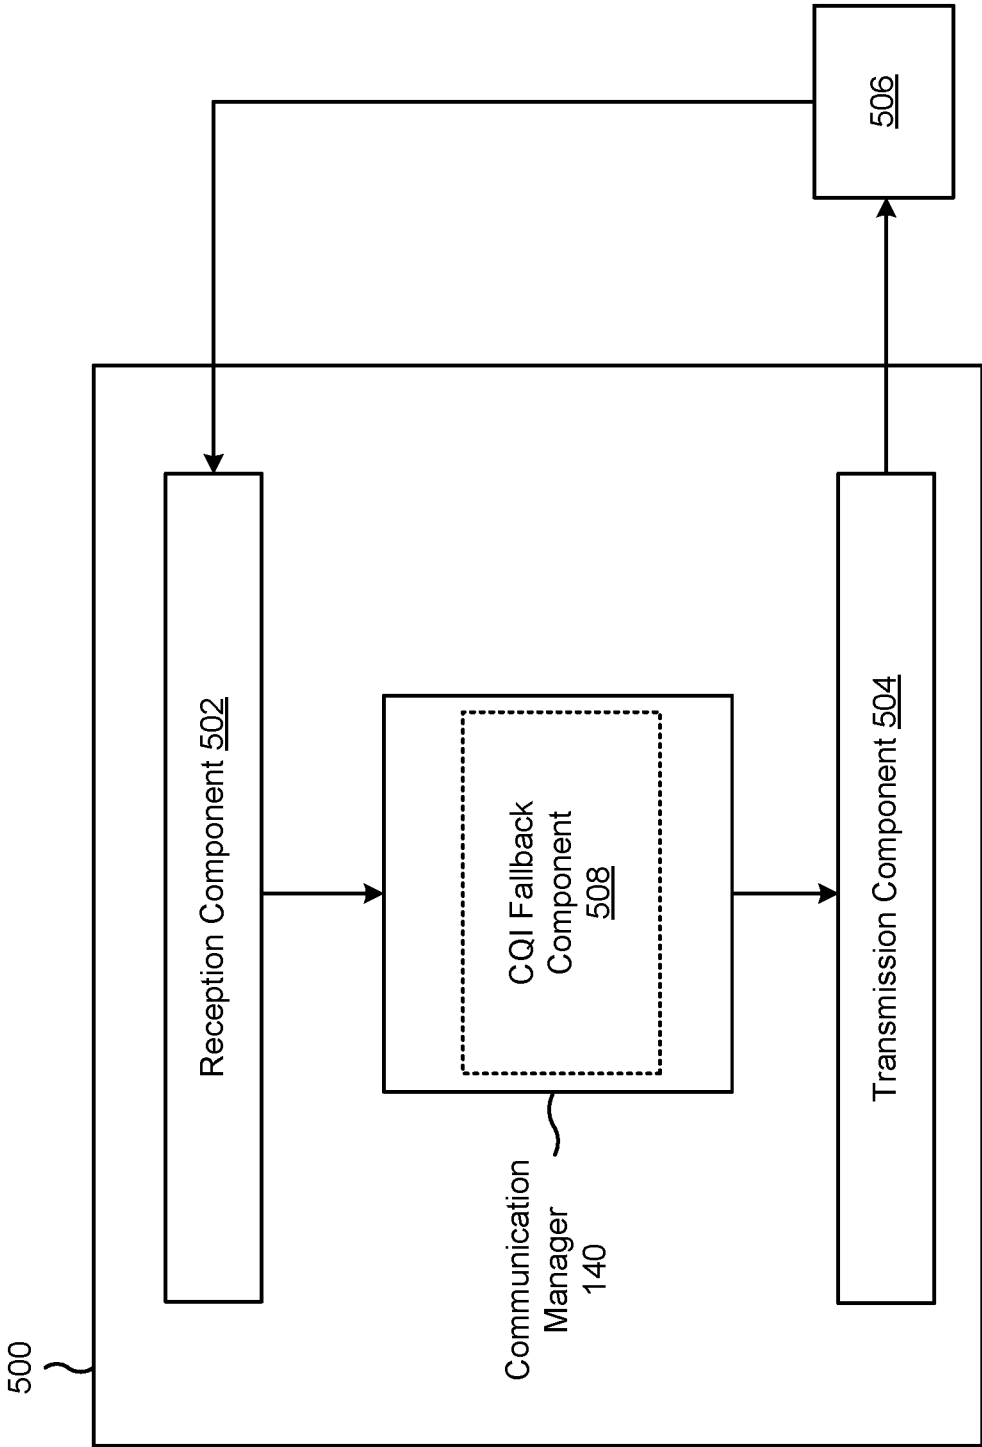 500
Reception Component 502
Communication
Manager
140
CQI Fallback
Component
508
Transmission Component 504
506